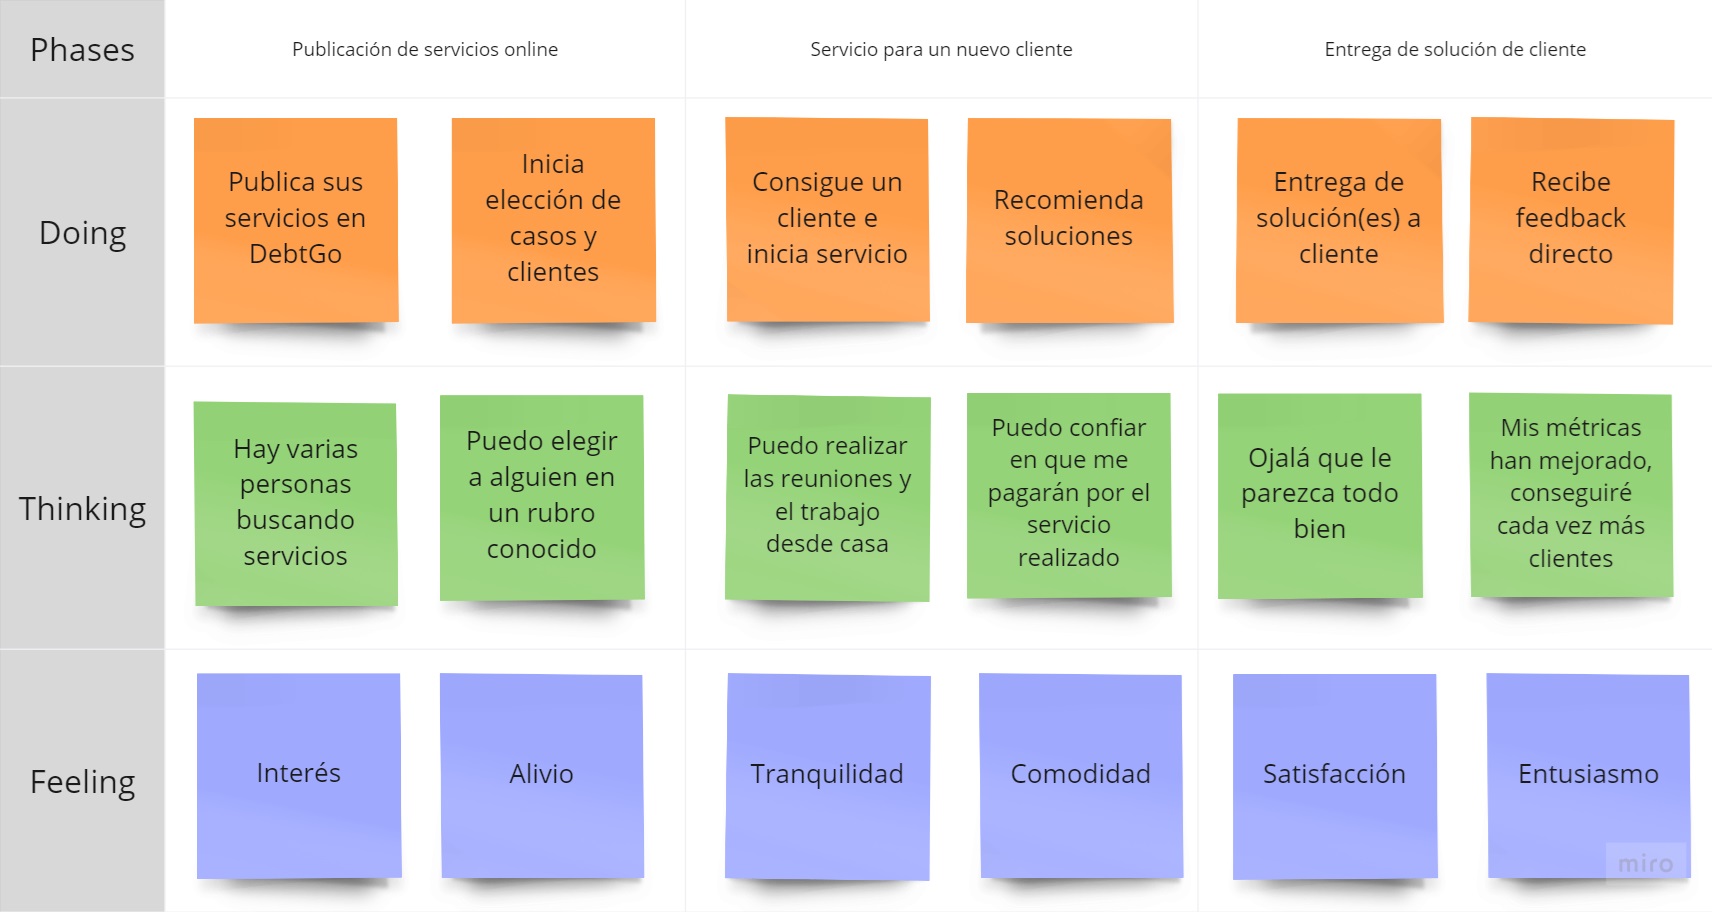 Phases
Publicación de servicios online
Servicio para un nuevo cliente
Entrega de solución de cliente
Doing
Publica sus
servicios en
DebtGo
Inicia
elección de
casos y
clientes
Consigue un
cliente e
inicia servicio
Recomienda
soluciones
Entrega de
solución(es) a
cliente
Recibe
feedback
directo
Thinking
Hay varias
personas
buscando
servicios
Puedo elegir
a alguien en
un rubro
conocido
Puedo realizar
las reuniones y
el trabajo
desde casa
Puedo confiar
en que me
pagarán por el
servicio
realizado
Ojalá que le
parezca todo
bien
Mis métricas
han mejorado,
conseguiré
cada vez más
clientes
Feeling
Interés
Alivio
Tranquilidad
Comodidad
Satisfacción
Entusiasmo
miro